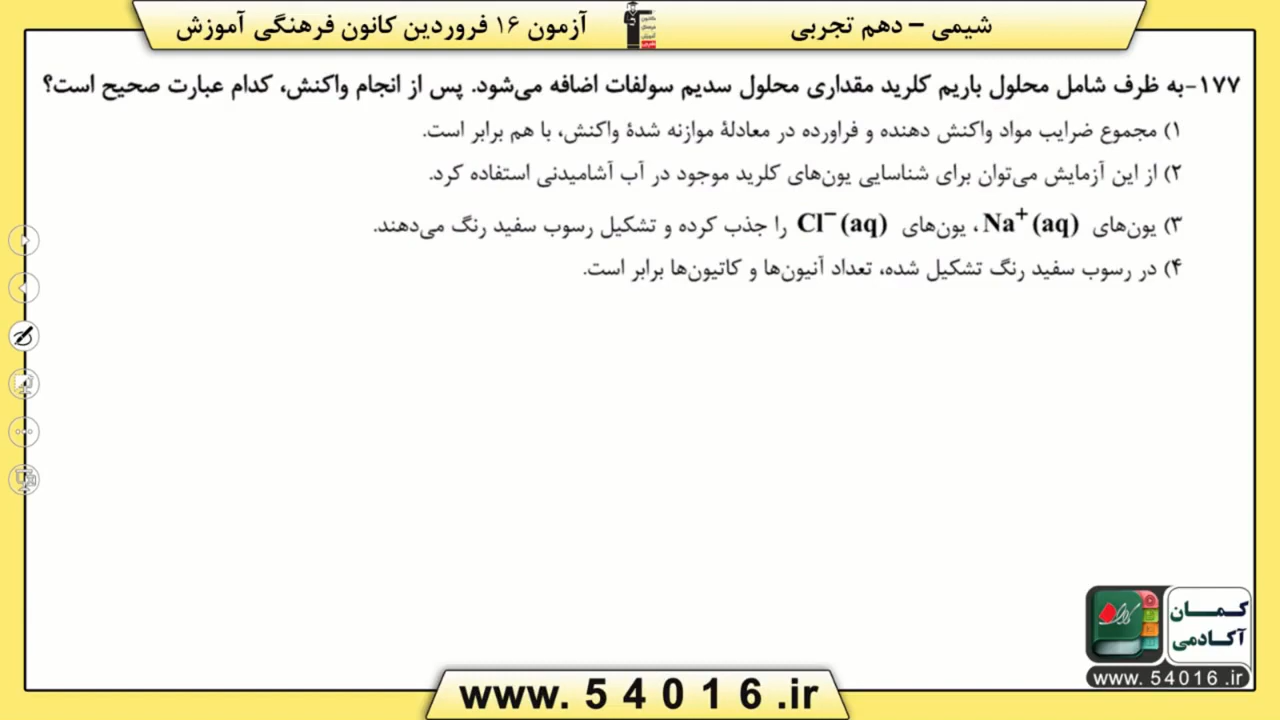 شیمی – دهم تجربی
آزمون ۱۶ فروردین کانون فرهنگی آموزش
۱۷۷-به ظرف شامل محلول باریم کلرید مقداری محلول سدیم سولفات اضافه می‌شود. پس از انجام واکنش، کدام عبارت صحیح است؟
۱) مجموع ضرایب مواد واکنش دهنده و فراورده در معادلهٔ موازنه شدهٔ واکنش، با هم برابر است.
۲) از این آزمایش می‌توان برای شناسایی یون‌های کلرید موجود در آب آشامیدنی استفاده کرد.
۳) یون‌های Na⁺(aq)، یون‌های Cl⁻(aq) را جذب کرده و تشکیل رسوب سفید رنگ می‌دهند.
۴) در رسوب سفید رنگ تشکیل شده، تعداد آنیون‌ها و کاتیون‌ها برابر است.
کمان
آکادمی
www. 54016 .ir
www. 5 4 0 1 6 .ir